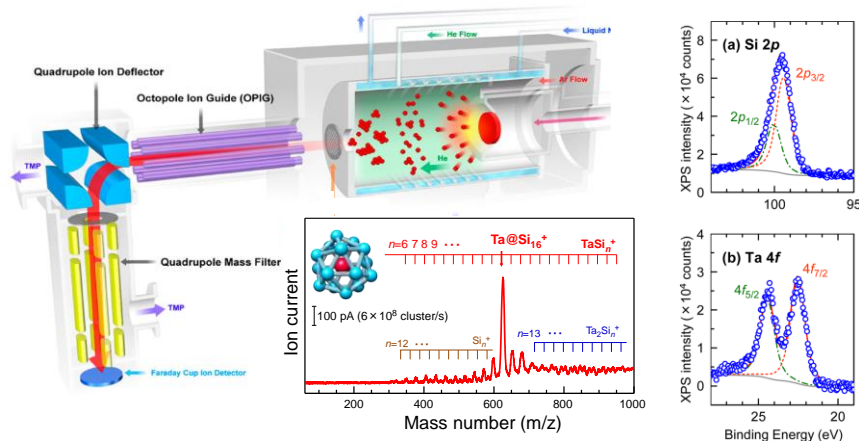 He Flow
Liquid N
Quadrupole Ion Deflector
Octopole Ion Guide (OPIG)
Ar Flow
TMP
He
Quadrupole Mass Filter
TMP
Faraday Cup Ion Detector
Ta@Si16+
n=6 7 8 9 ··· TaSin+
100 pA (6 × 10^8 cluster/s)
Ion current
n=13 ··· Ta2Sin+
n=12 ··· Sin+
200 400 600 800 1000
Mass number (m/z)
(a) Si 2p
2p3/2
2p1/2
8
6
4
2
0
XPS intensity (× 10^4 counts)
100 95
(b) Ta 4f
4f7/2
4f5/2
4
3
2
1
0
XPS intensity (× 10^4 counts)
25 20
Binding Energy (eV)